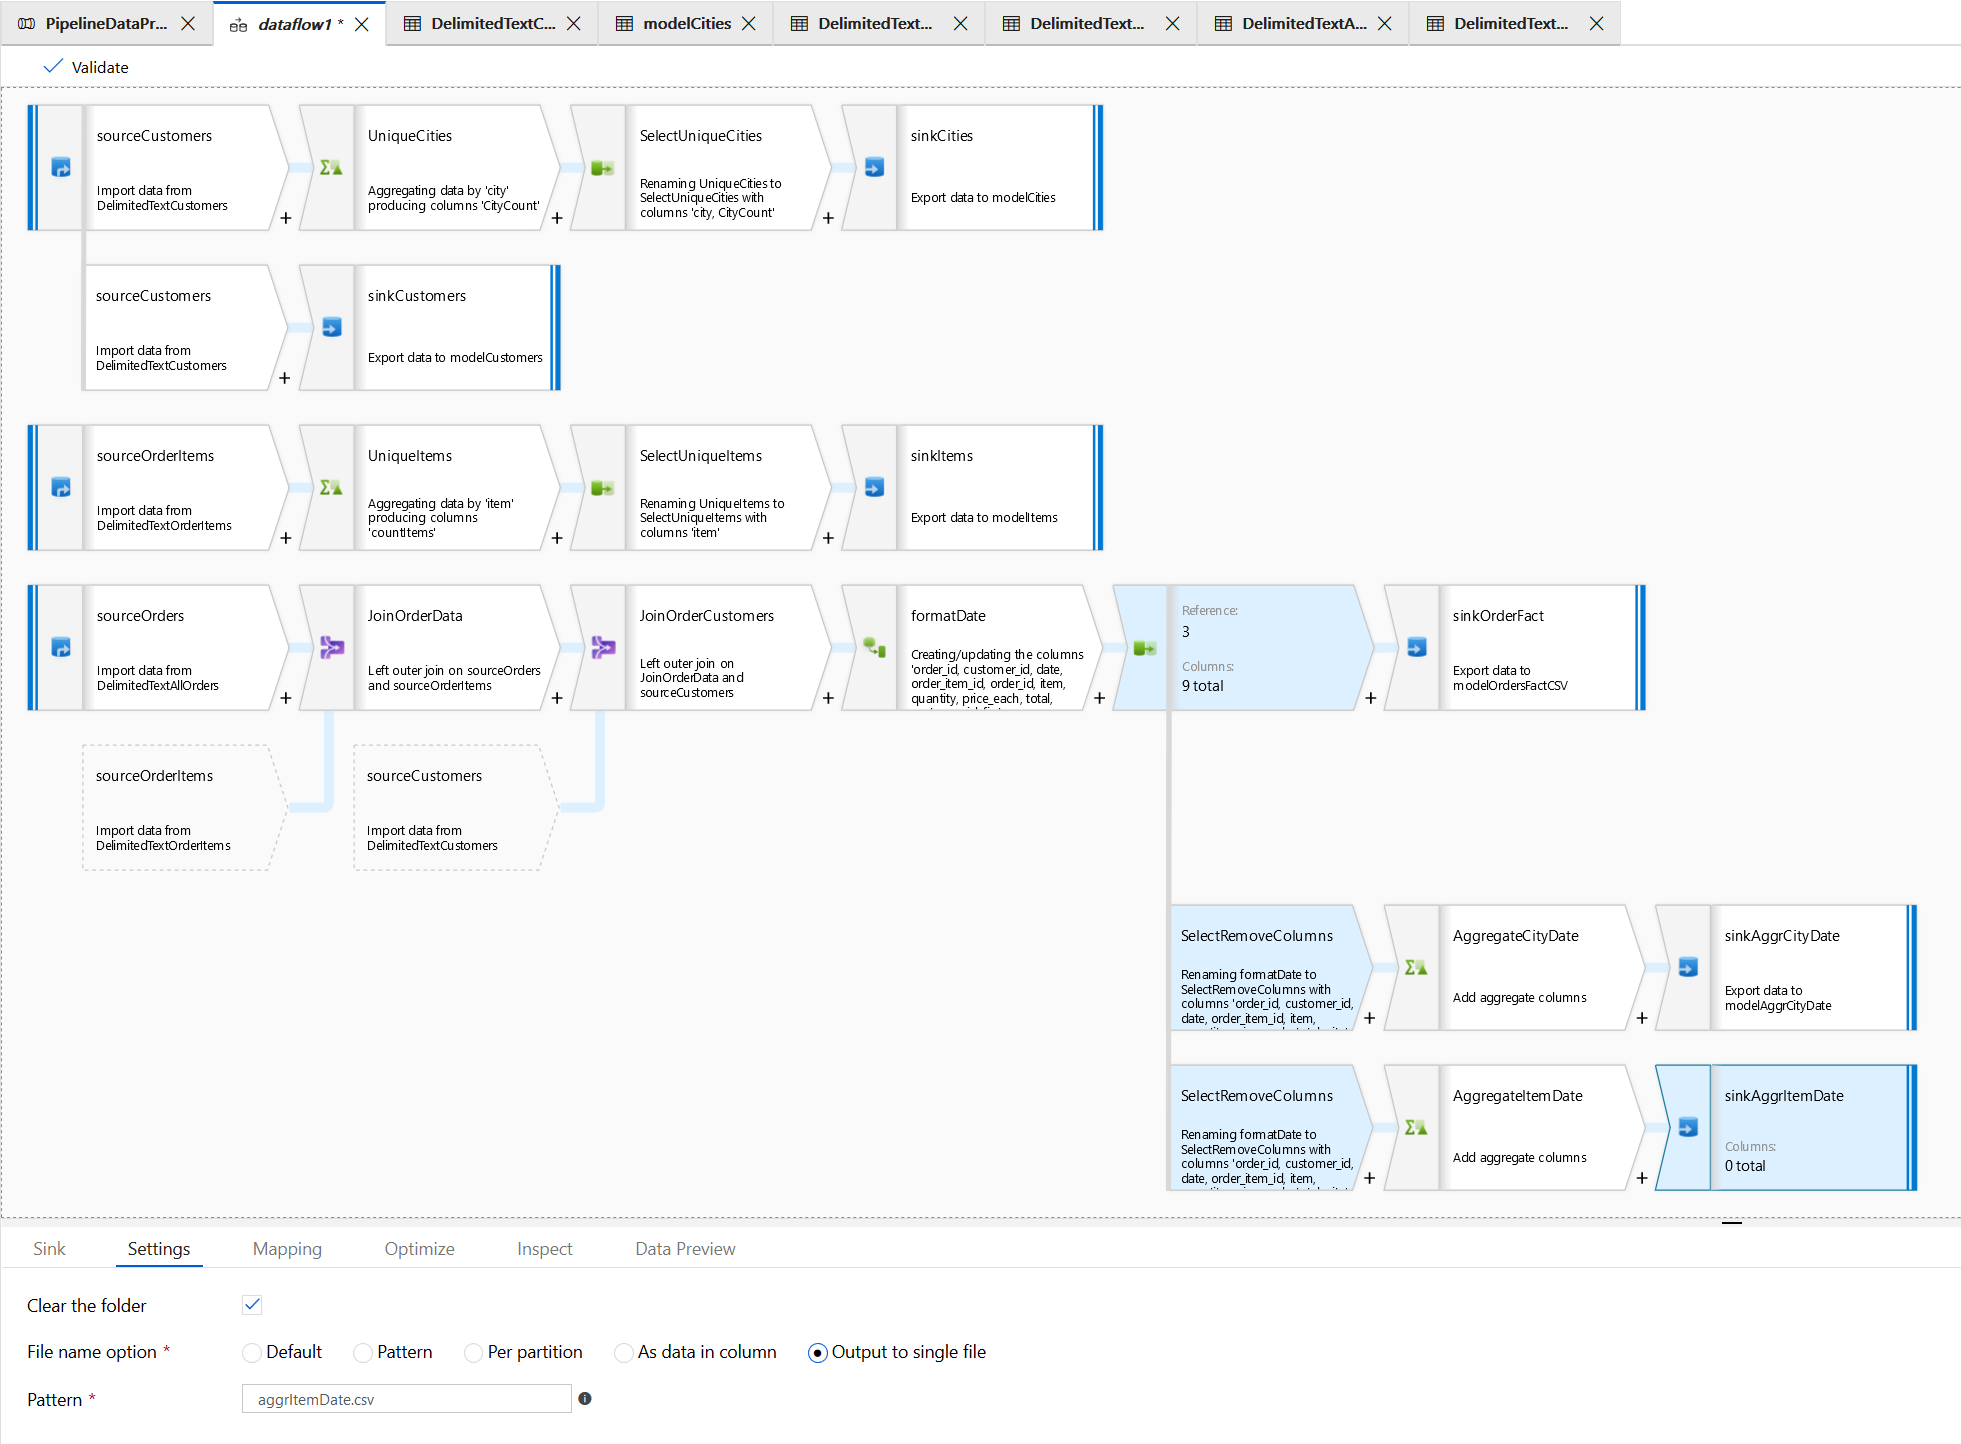 PipelineDataPr...
dataflow1 *
DelimitedTextC...
modelCities
DelimitedText...
DelimitedText...
DelimitedTextA...
DelimitedText...
Validate
sourceCustomers
Import data from
DelimitedTextCustomers
+
UniqueCities
Aggregating data by 'city'
producing columns 'CityCount'
+
SelectUniqueCities
Renaming UniqueCities to
SelectUniqueCities with
columns 'city, CityCount'
+
sinkCities
Export data to modelCities
sourceCustomers
Import data from
DelimitedTextCustomers
+
sinkCustomers
Export data to modelCustomers
sourceOrderItems
Import data from
DelimitedTextOrderItems
+
UniqueItems
Aggregating data by 'item'
producing columns
'countItems'
+
SelectUniqueItems
Renaming UniqueItems to
SelectUniqueItems with
columns 'item'
+
sinkItems
Export data to modelItems
sourceOrders
Import data from
DelimitedTextAllOrders
+
JoinOrderData
Left outer join on sourceOrders
and sourceOrderItems
+
JoinOrderCustomers
Left outer join on
JoinOrderData and
sourceCustomers
+
formatDate
Creating/updating the columns
'order_id, customer_id, date,
order_item_id, order_id, item,
quantity, price_each, total,
+
Reference:
3
Columns:
9 total
+
sinkOrderFact
Export data to
modelOrdersFactCSV
sourceOrderItems
Import data from
DelimitedTextOrderItems
sourceCustomers
Import data from
DelimitedTextCustomers
SelectRemoveColumns
Renaming formatDate to
SelectRemoveColumns with
columns 'order_id, customer_id,
date, order_item_id, item,
+
AggregateCityDate
Add aggregate columns
+
sinkAggrCityDate
Export data to
modelAggrCityDate
SelectRemoveColumns
Renaming formatDate to
SelectRemoveColumns with
columns 'order_id, customer_id,
date, order_item_id, item,
+
AggregateItemDate
Add aggregate columns
+
sinkAggrItemDate
Columns:
0 total
Sink
Settings
Mapping
Optimize
Inspect
Data Preview
Clear the folder
File name option *
Default
Pattern
Per partition
As data in column
Output to single file
Pattern *
aggrItemDate.csv